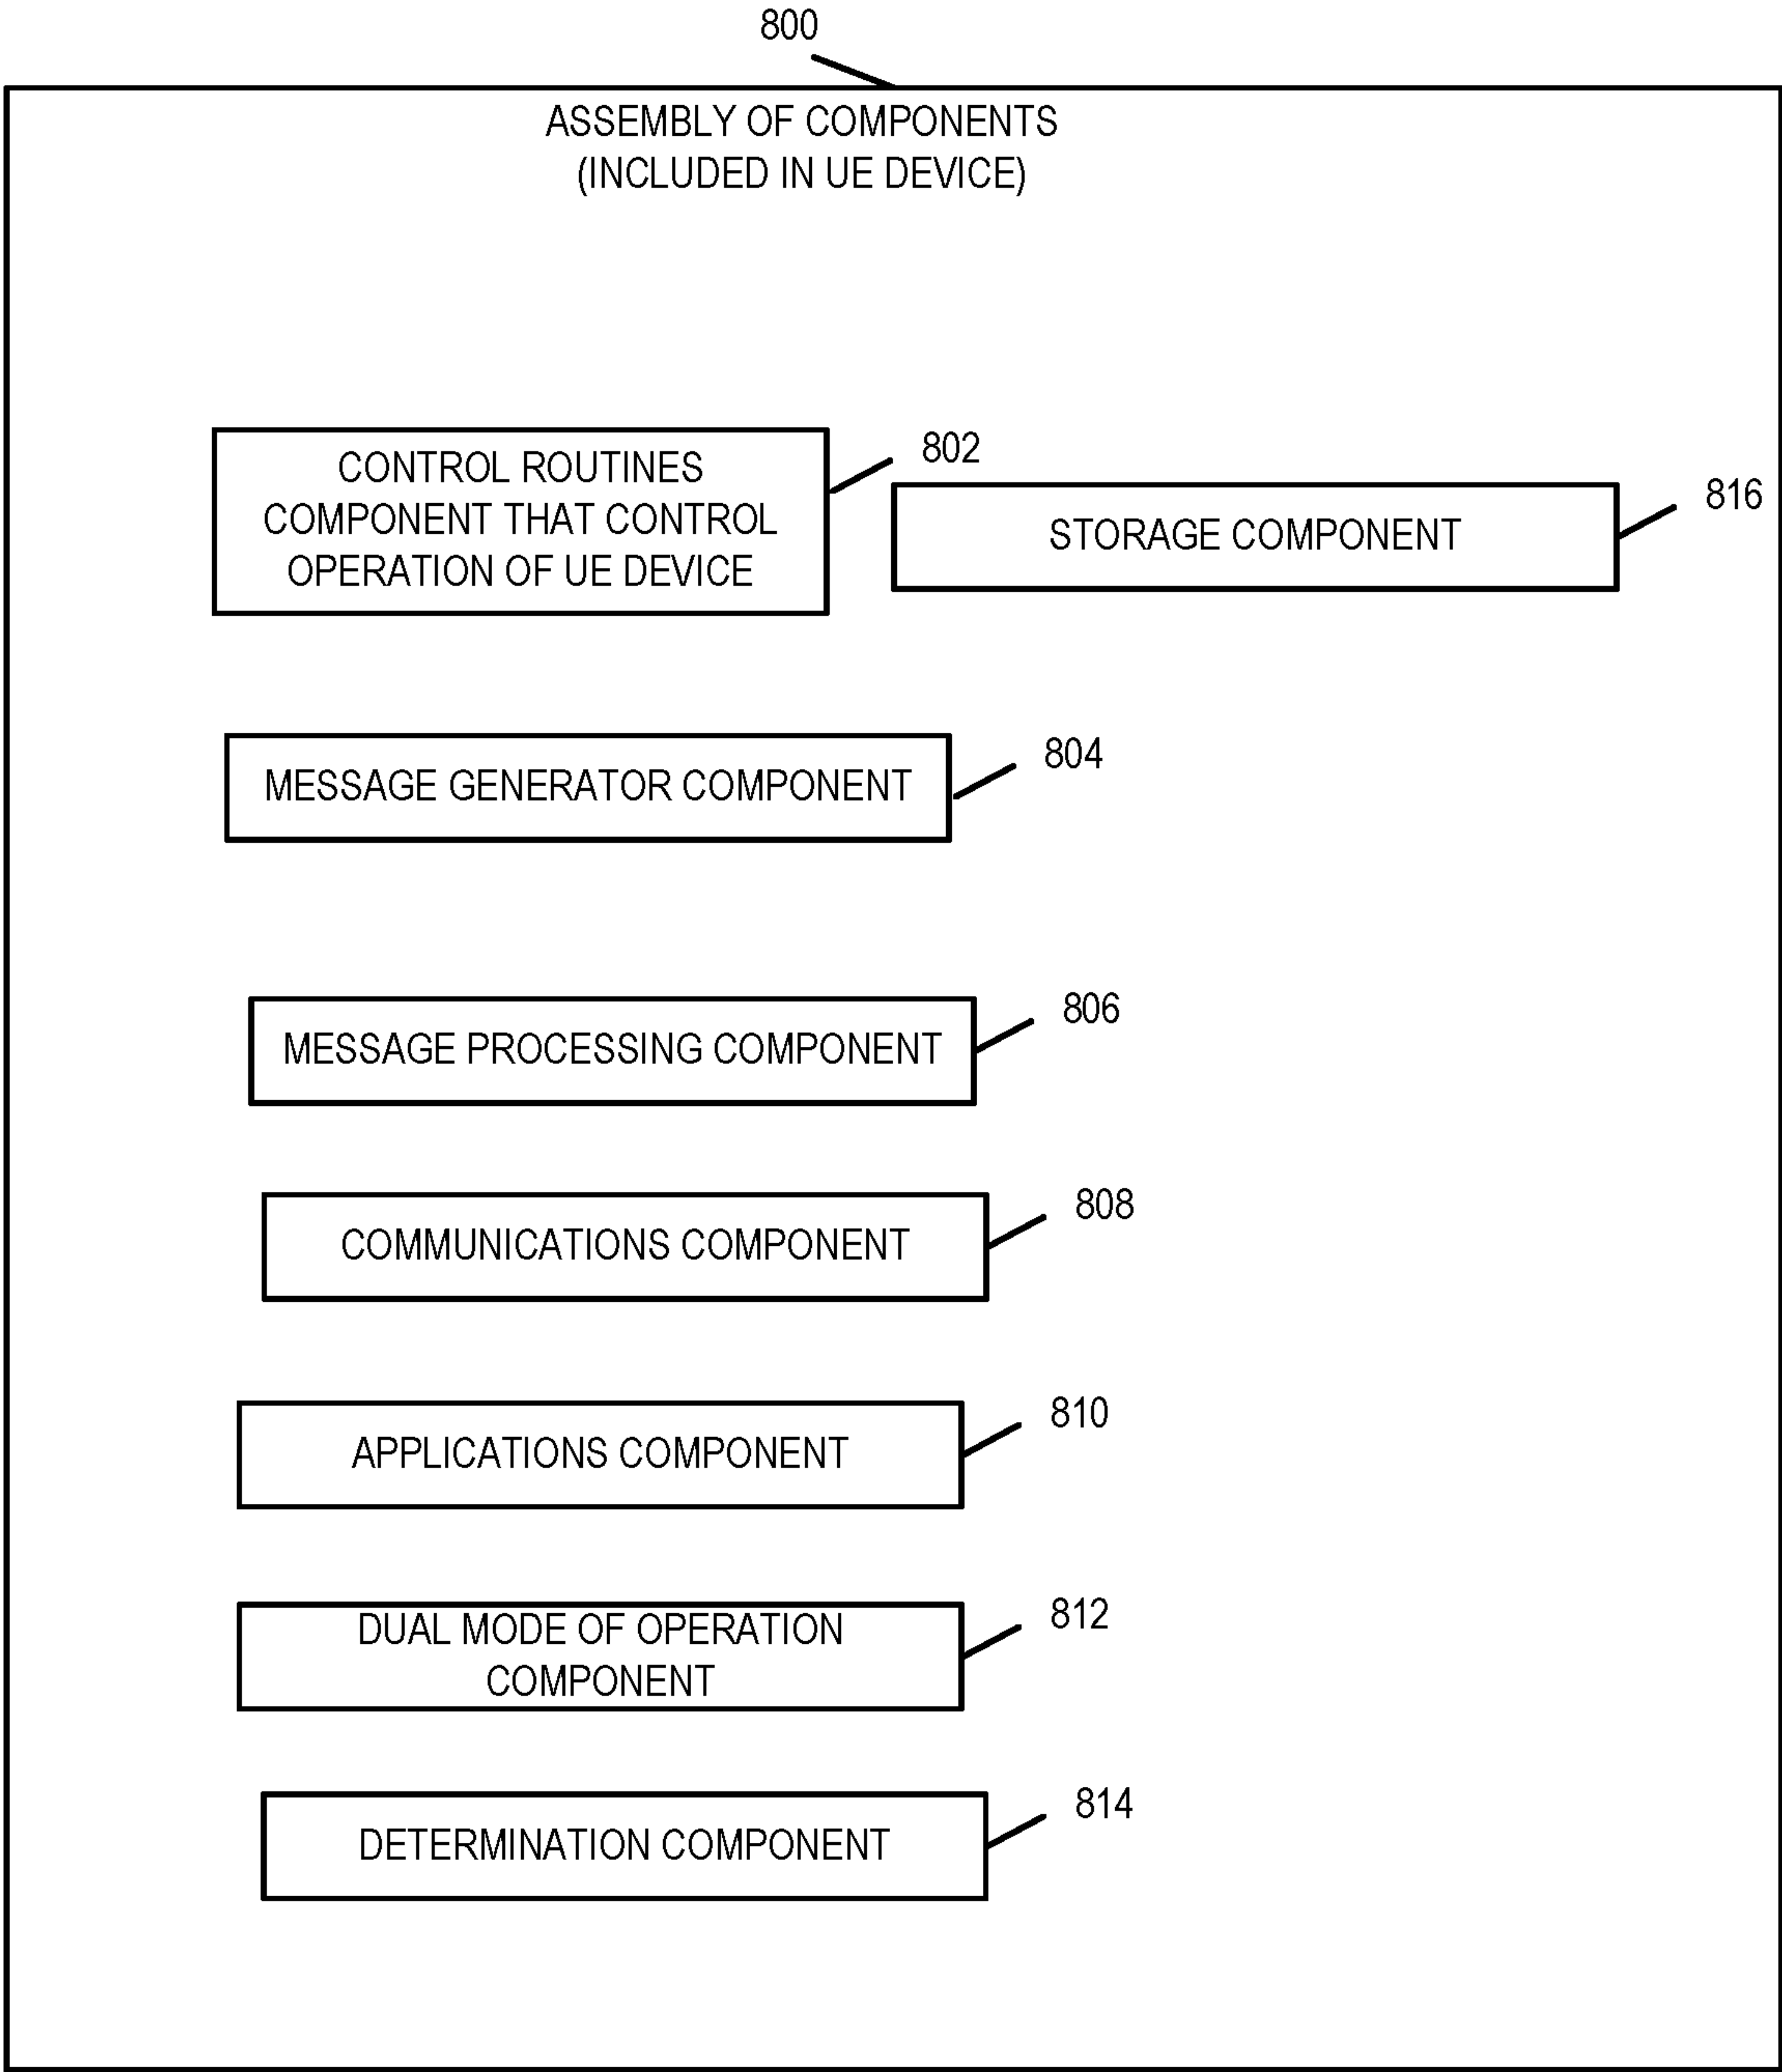 800
ASSEMBLY OF COMPONENTS
(INCLUDED IN UE DEVICE)
CONTROL ROUTINES
COMPONENT THAT CONTROL
OPERATION OF UE DEVICE
802
STORAGE COMPONENT
816
MESSAGE GENERATOR COMPONENT
804
MESSAGE PROCESSING COMPONENT
806
COMMUNICATIONS COMPONENT
808
APPLICATIONS COMPONENT
810
DUAL MODE OF OPERATION
COMPONENT
812
DETERMINATION COMPONENT
814